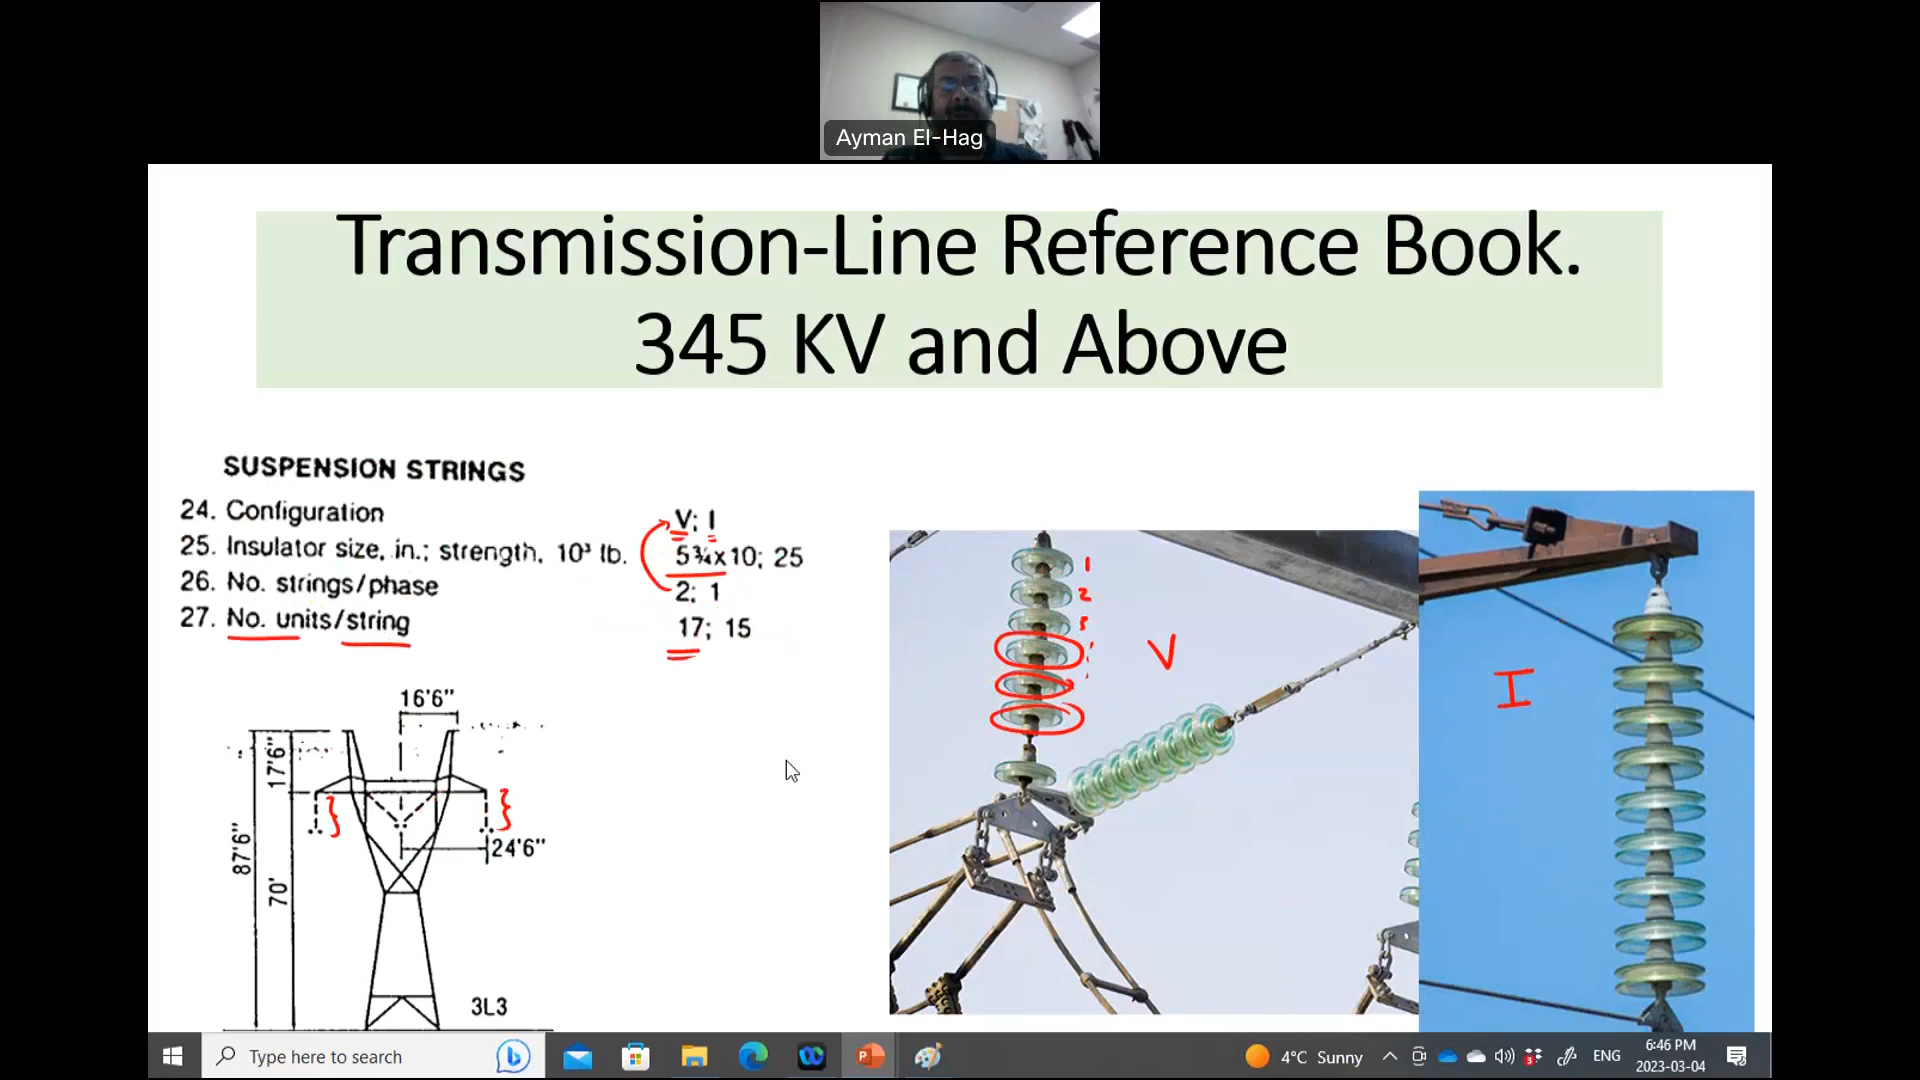 Ayman El-Hag
Transmission-Line Reference Book.
345 KV and Above
SUSPENSION STRINGS
24. Configuration V; I
25. Insulator size, in.; strength, 10³ lb. 5¾x10; 25
26. No. strings/phase 2; 1
27. No. units/string 17; 15
16'6"
17'6"
87'6"
70'
24'6"
3L3
1
2
V
I
Type here to search
4°C Sunny
ENG
6:46 PM
2023-03-04